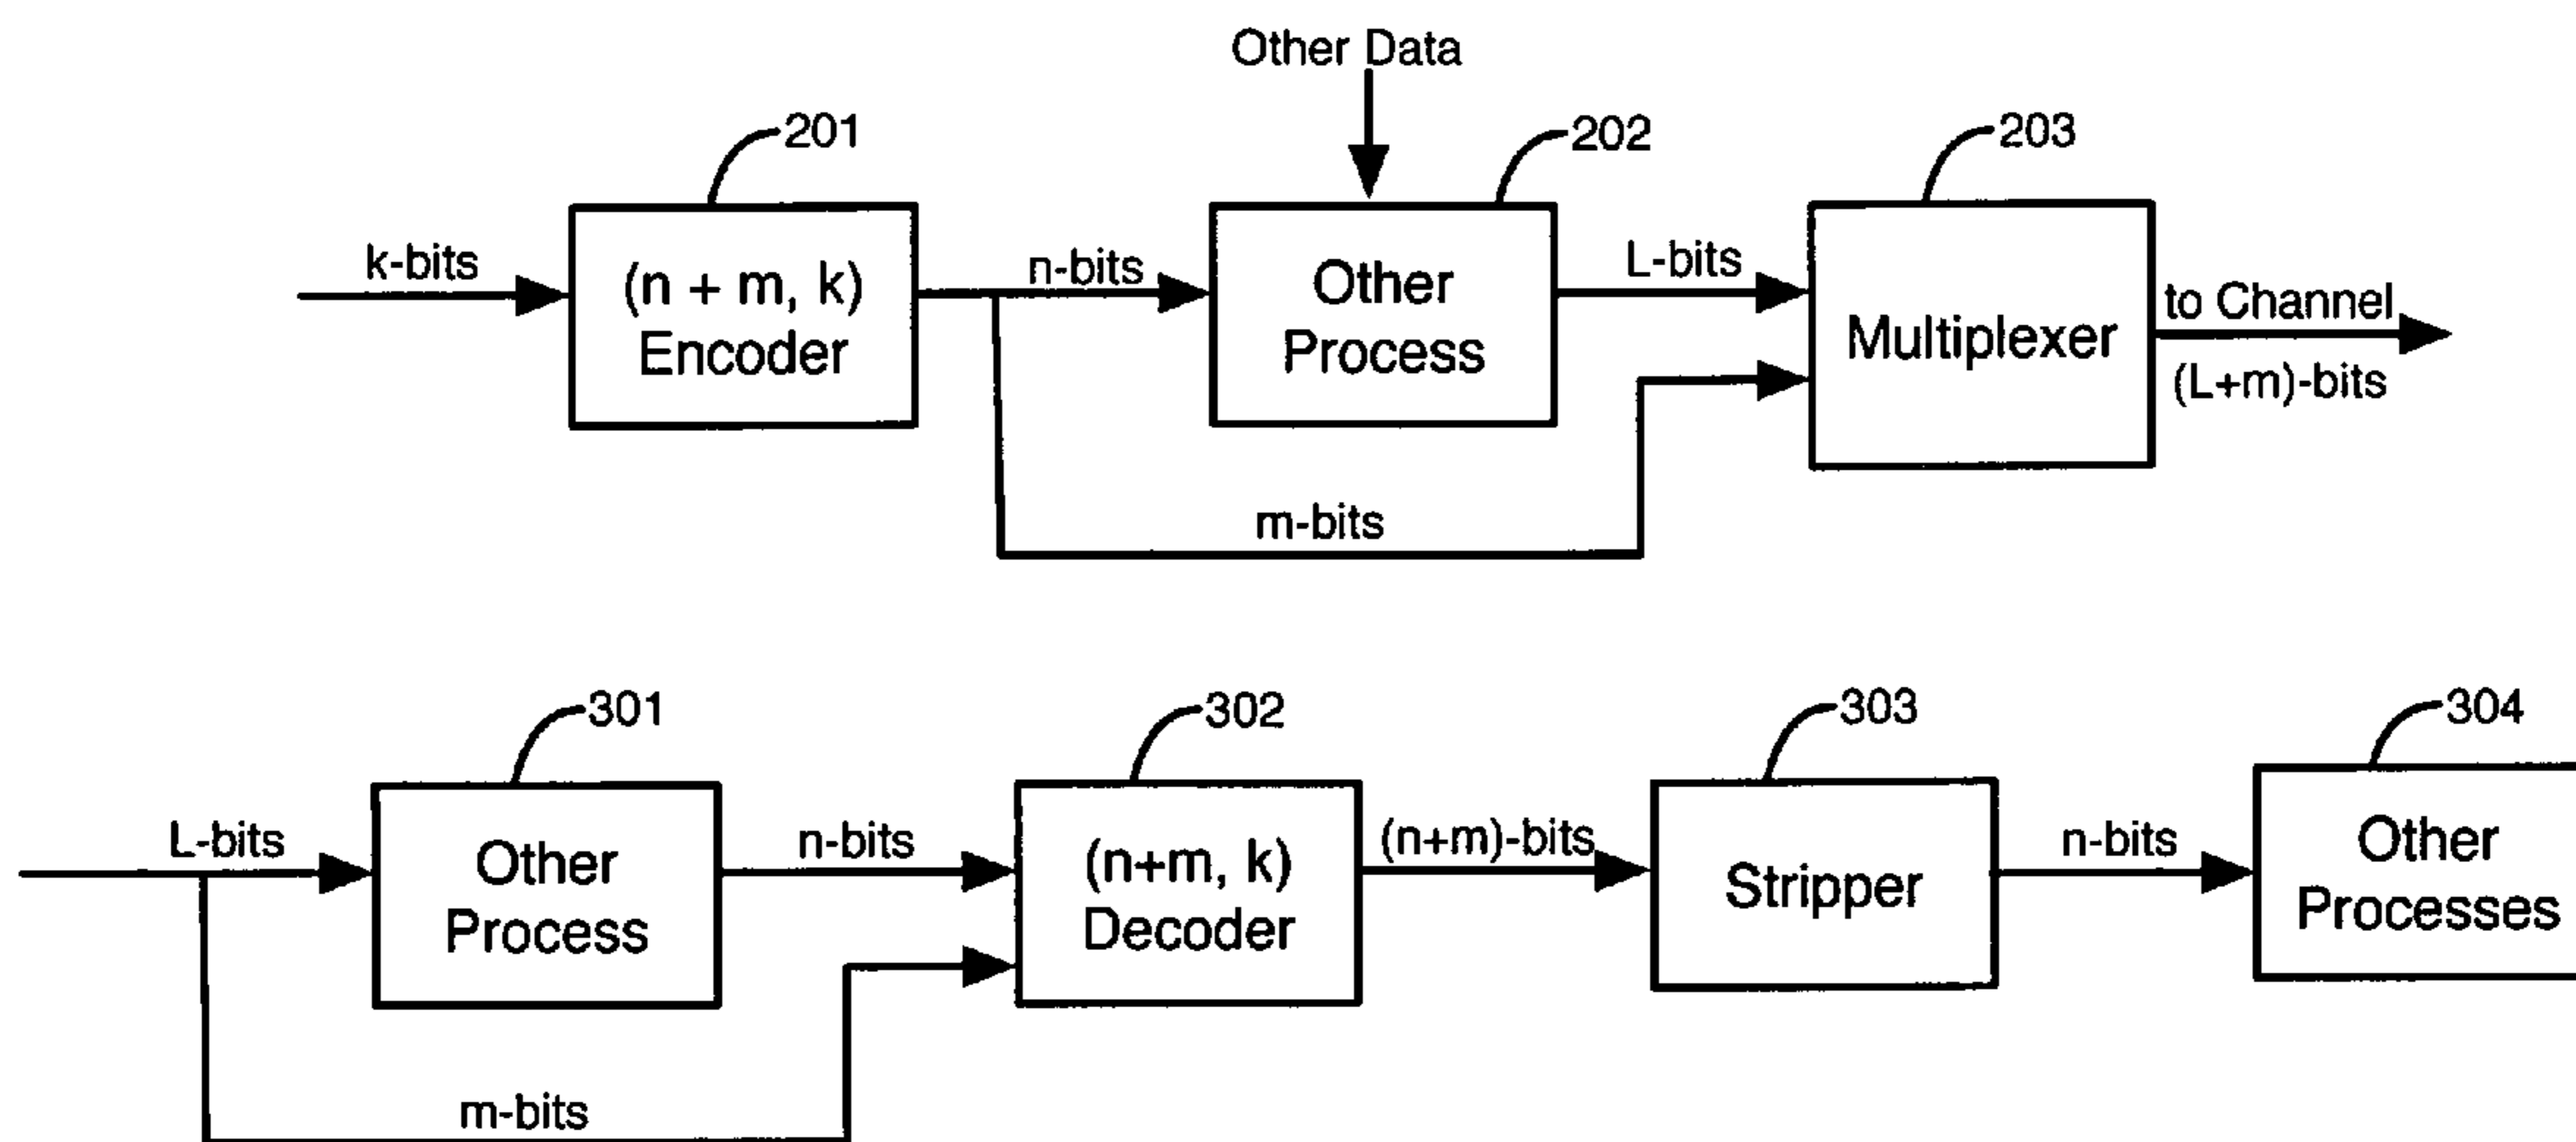 Other Data
201
202
203
k-bits
(n + m, k)
Encoder
n-bits
Other
Process
L-bits
Multiplexer
to Channel
(L+m)-bits
m-bits
301
302
303
304
L-bits
Other
Process
n-bits
(n+m, k)
Decoder
(n+m)-bits
Stripper
n-bits
Other
Processes
m-bits